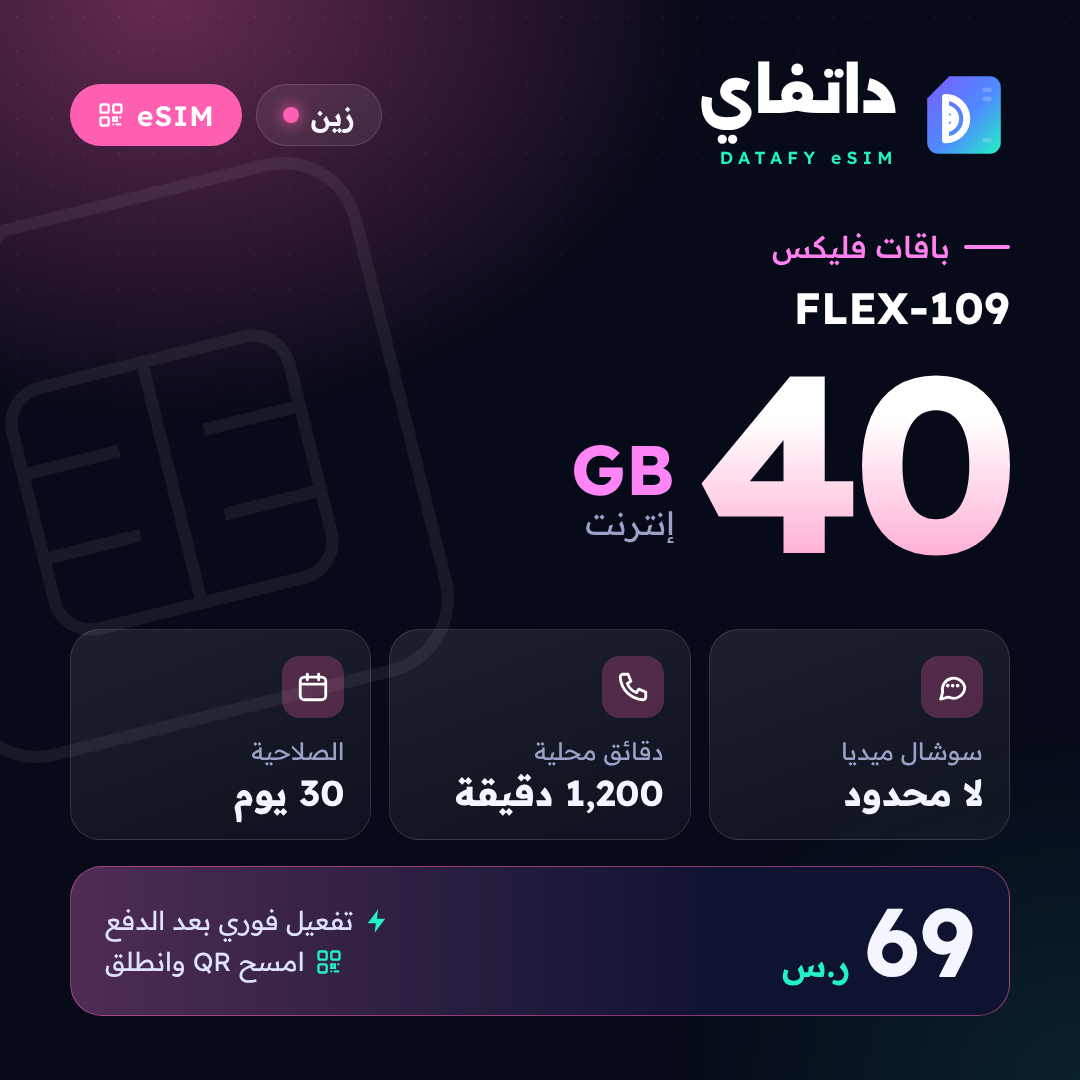 داتفاي
DATAFY eSIM
زين
eSIM
باقات فليكس
FLEX-109
40
GB
إنترنت
سوشال ميديا
لا محدود
دقائق محلية
1,200 دقيقة
الصلاحية
30 يوم
69 ر.س
تفعيل فوري بعد الدفع
امسح QR وانطلق